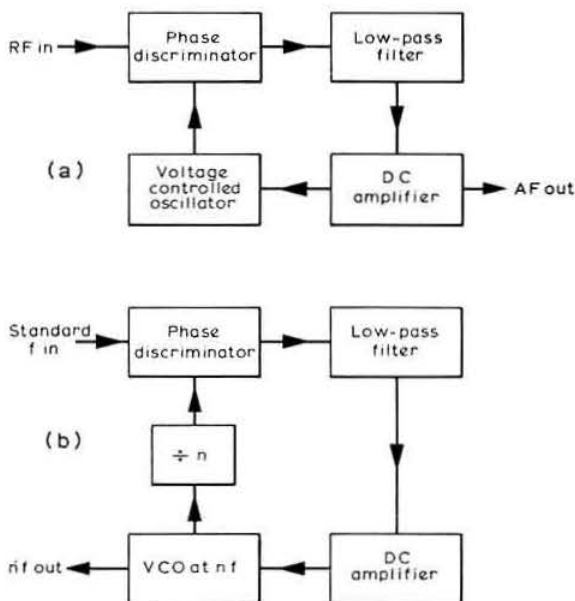 (a)
RF in
Phase
discriminator
Low-pass
filter
Voltage
controlled
oscillator
DC
amplifier
AF out
(b)
Standard
f in
Phase
discriminator
Low-pass
filter
÷ n
nf out
VCO at nf
DC
amplifier